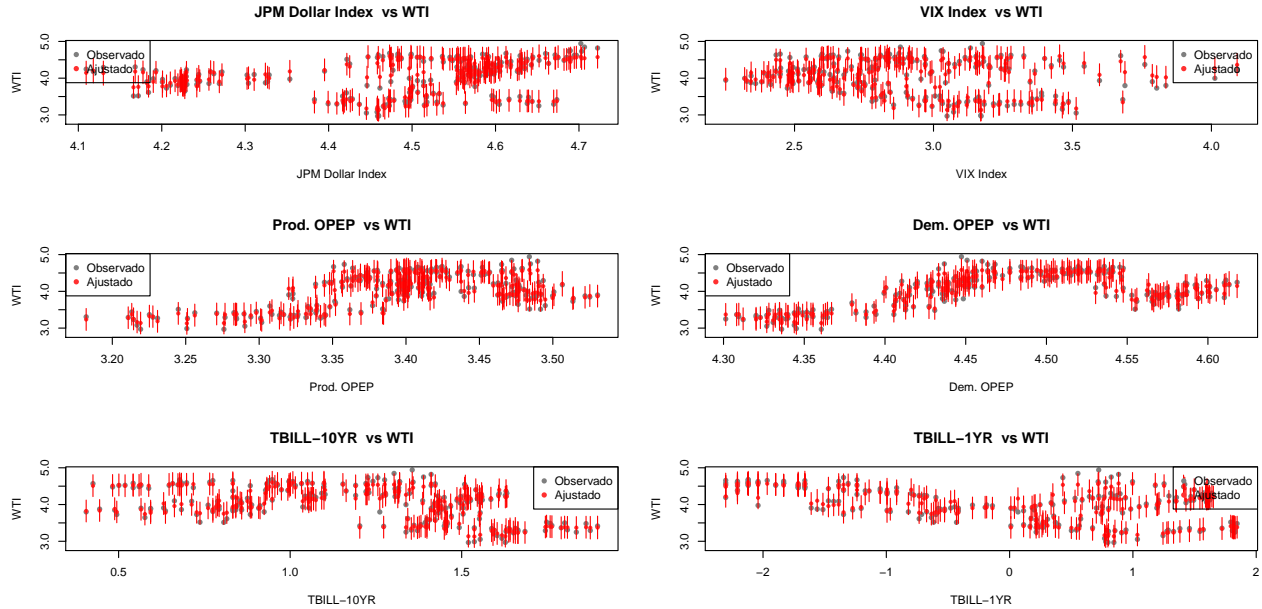 JPM Dollar Index vs WTI
WTI
5.0
4.0
3.0
Observado
Ajustado
4.1 4.2 4.3 4.4 4.5 4.6 4.7
JPM Dollar Index
VIX Index vs WTI
WTI
5.0
4.0
3.0
Observado
Ajustado
2.5 3.0 3.5 4.0
VIX Index
Prod. OPEP vs WTI
WTI
5.0
4.0
3.0
Observado
Ajustado
3.20 3.25 3.30 3.35 3.40 3.45 3.50
Prod. OPEP
Dem. OPEP vs WTI
WTI
5.0
4.0
3.0
Observado
Ajustado
4.30 4.35 4.40 4.45 4.50 4.55 4.60
Dem. OPEP
TBILL−10YR vs WTI
WTI
5.0
4.0
3.0
Observado
Ajustado
0.5 1.0 1.5
TBILL−10YR
TBILL−1YR vs WTI
WTI
5.0
4.0
3.0
Observado
Ajustado
−2 −1 0 1 2
TBILL−1YR